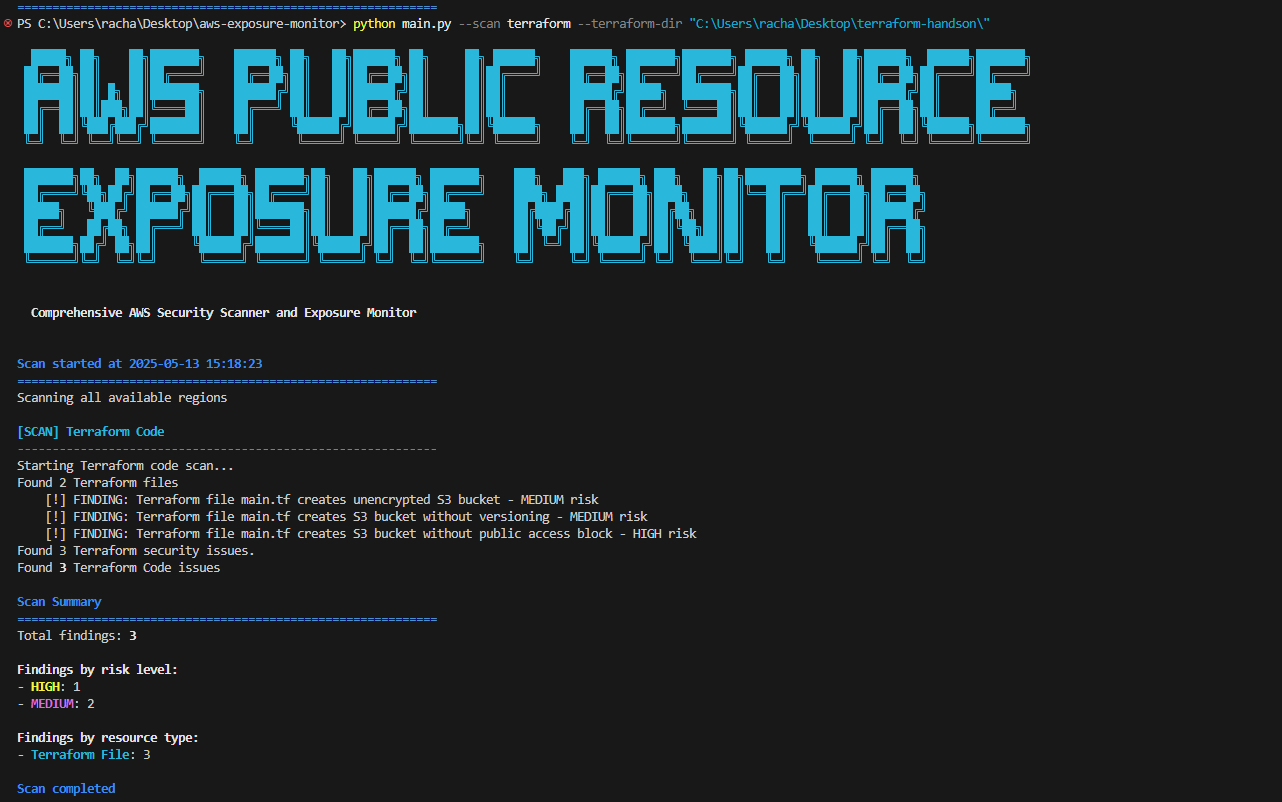 ============================================================
PS C:\Users\racha\Desktop\aws-exposure-monitor> python main.py --scan terraform --terraform-dir "C:\Users\racha\Desktop\terraform-handson\"
AWS PUBLIC RESOURCE
EXPOSURE MONITOR
Comprehensive AWS Security Scanner and Exposure Monitor
Scan started at 2025-05-13 15:18:23
============================================================
Scanning all available regions
[SCAN] Terraform Code
------------------------------------------------------------
Starting Terraform code scan...
Found 2 Terraform files
[!] FINDING: Terraform file main.tf creates unencrypted S3 bucket - MEDIUM risk
[!] FINDING: Terraform file main.tf creates S3 bucket without versioning - MEDIUM risk
[!] FINDING: Terraform file main.tf creates S3 bucket without public access block - HIGH risk
Found 3 Terraform security issues.
Found 3 Terraform Code issues
Scan Summary
============================================================
Total findings: 3
Findings by risk level:
- HIGH: 1
- MEDIUM: 2
Findings by resource type:
- Terraform File: 3
Scan completed